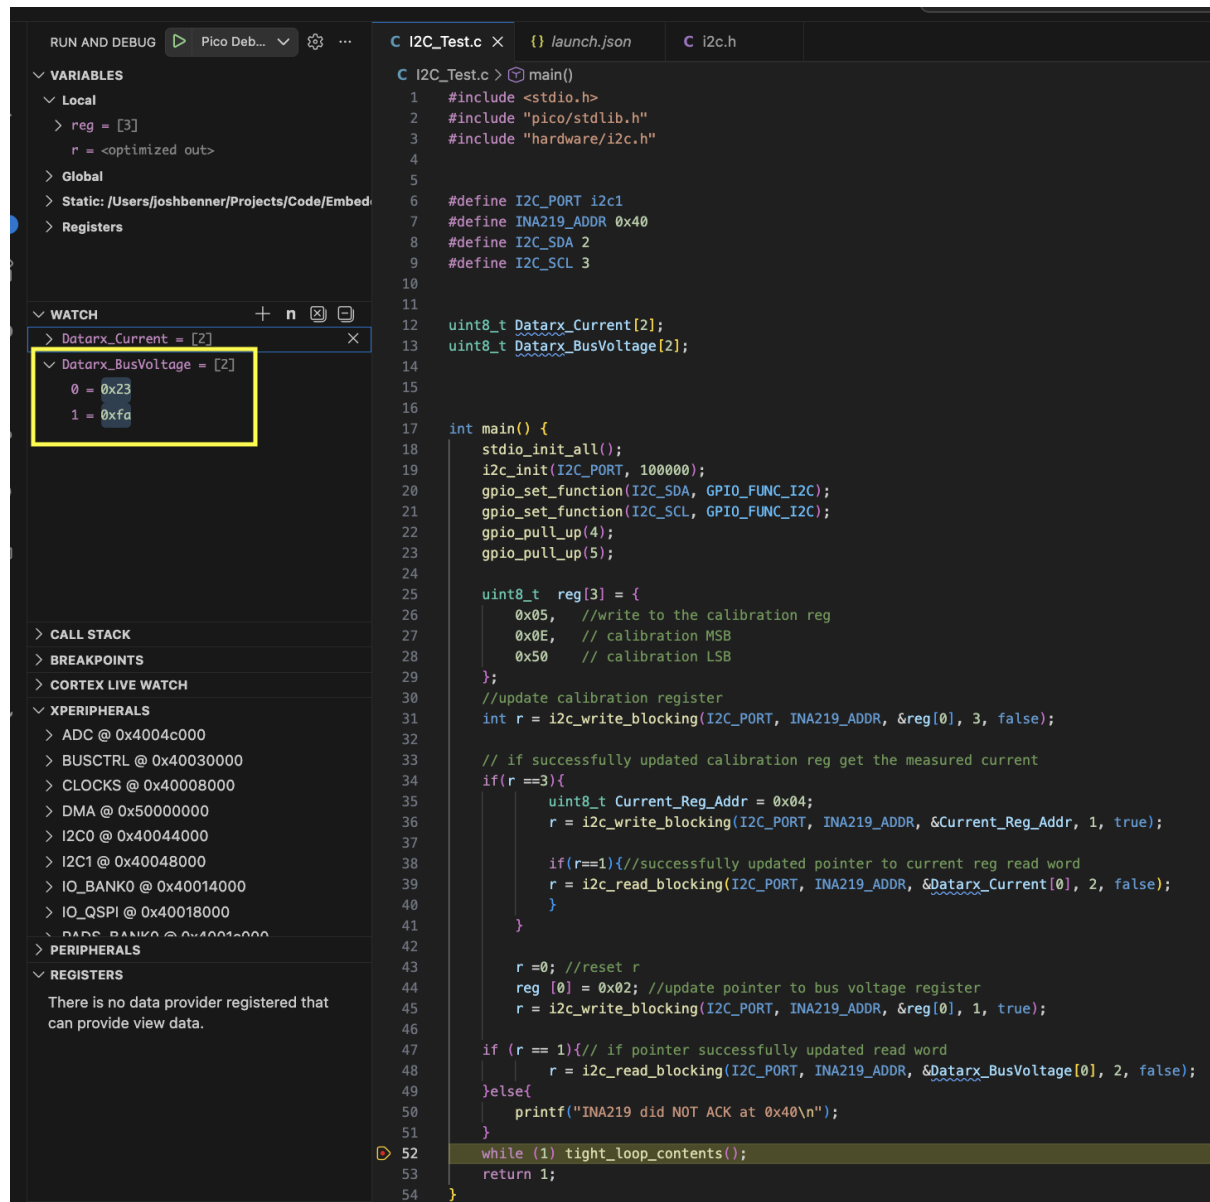 RUN AND DEBUG Pico Deb... ...
VARIABLES
Local
reg = [3]
r = <optimized out>
Global
Static: /Users/joshbenner/Projects/Code/Embed
Registers
WATCH
Datarx_Current = [2]
Datarx_BusVoltage = [2]
0 = 0x23
1 = 0xfa
CALL STACK
BREAKPOINTS
CORTEX LIVE WATCH
XPERIPHERALS
ADC @ 0x4004c000
BUSCTRL @ 0x40030000
CLOCKS @ 0x40008000
DMA @ 0x50000000
I2C0 @ 0x40044000
I2C1 @ 0x40048000
IO_BANK0 @ 0x40014000
IO_QSPI @ 0x40018000
PADS_BANK0 @ 0x4001c000
PERIPHERALS
REGISTERS
There is no data provider registered that
can provide view data.
C I2C_Test.c {} launch.json C i2c.h
C I2C_Test.c > main()
1 #include <stdio.h>
2 #include "pico/stdlib.h"
3 #include "hardware/i2c.h"
4
5
6 #define I2C_PORT i2c1
7 #define INA219_ADDR 0x40
8 #define I2C_SDA 2
9 #define I2C_SCL 3
10
11
12 uint8_t Datarx_Current[2];
13 uint8_t Datarx_BusVoltage[2];
14
15
16
17 int main() {
18 stdio_init_all();
19 i2c_init(I2C_PORT, 100000);
20 gpio_set_function(I2C_SDA, GPIO_FUNC_I2C);
21 gpio_set_function(I2C_SCL, GPIO_FUNC_I2C);
22 gpio_pull_up(4);
23 gpio_pull_up(5);
24
25 uint8_t reg[3] = {
26 0x05, //write to the calibration reg
27 0x0E, // calibration MSB
28 0x50 // calibration LSB
29 };
30 //update calibration register
31 int r = i2c_write_blocking(I2C_PORT, INA219_ADDR, &reg[0], 3, false);
32
33 // if successfully updated calibration reg get the measured current
34 if(r ==3){
35 uint8_t Current_Reg_Addr = 0x04;
36 r = i2c_write_blocking(I2C_PORT, INA219_ADDR, &Current_Reg_Addr, 1, true);
37
38 if(r==1){//successfully updated pointer to current reg read word
39 r = i2c_read_blocking(I2C_PORT, INA219_ADDR, &Datarx_Current[0], 2, false);
40 }
41 }
42
43 r =0; //reset r
44 reg [0] = 0x02; //update pointer to bus voltage register
45 r = i2c_write_blocking(I2C_PORT, INA219_ADDR, &reg[0], 1, true);
46
47 if (r == 1){// if pointer successfully updated read word
48 r = i2c_read_blocking(I2C_PORT, INA219_ADDR, &Datarx_BusVoltage[0], 2, false);
49 }else{
50 printf("INA219 did NOT ACK at 0x40\n");
51 }
52 while (1) tight_loop_contents();
53 return 1;
54 }